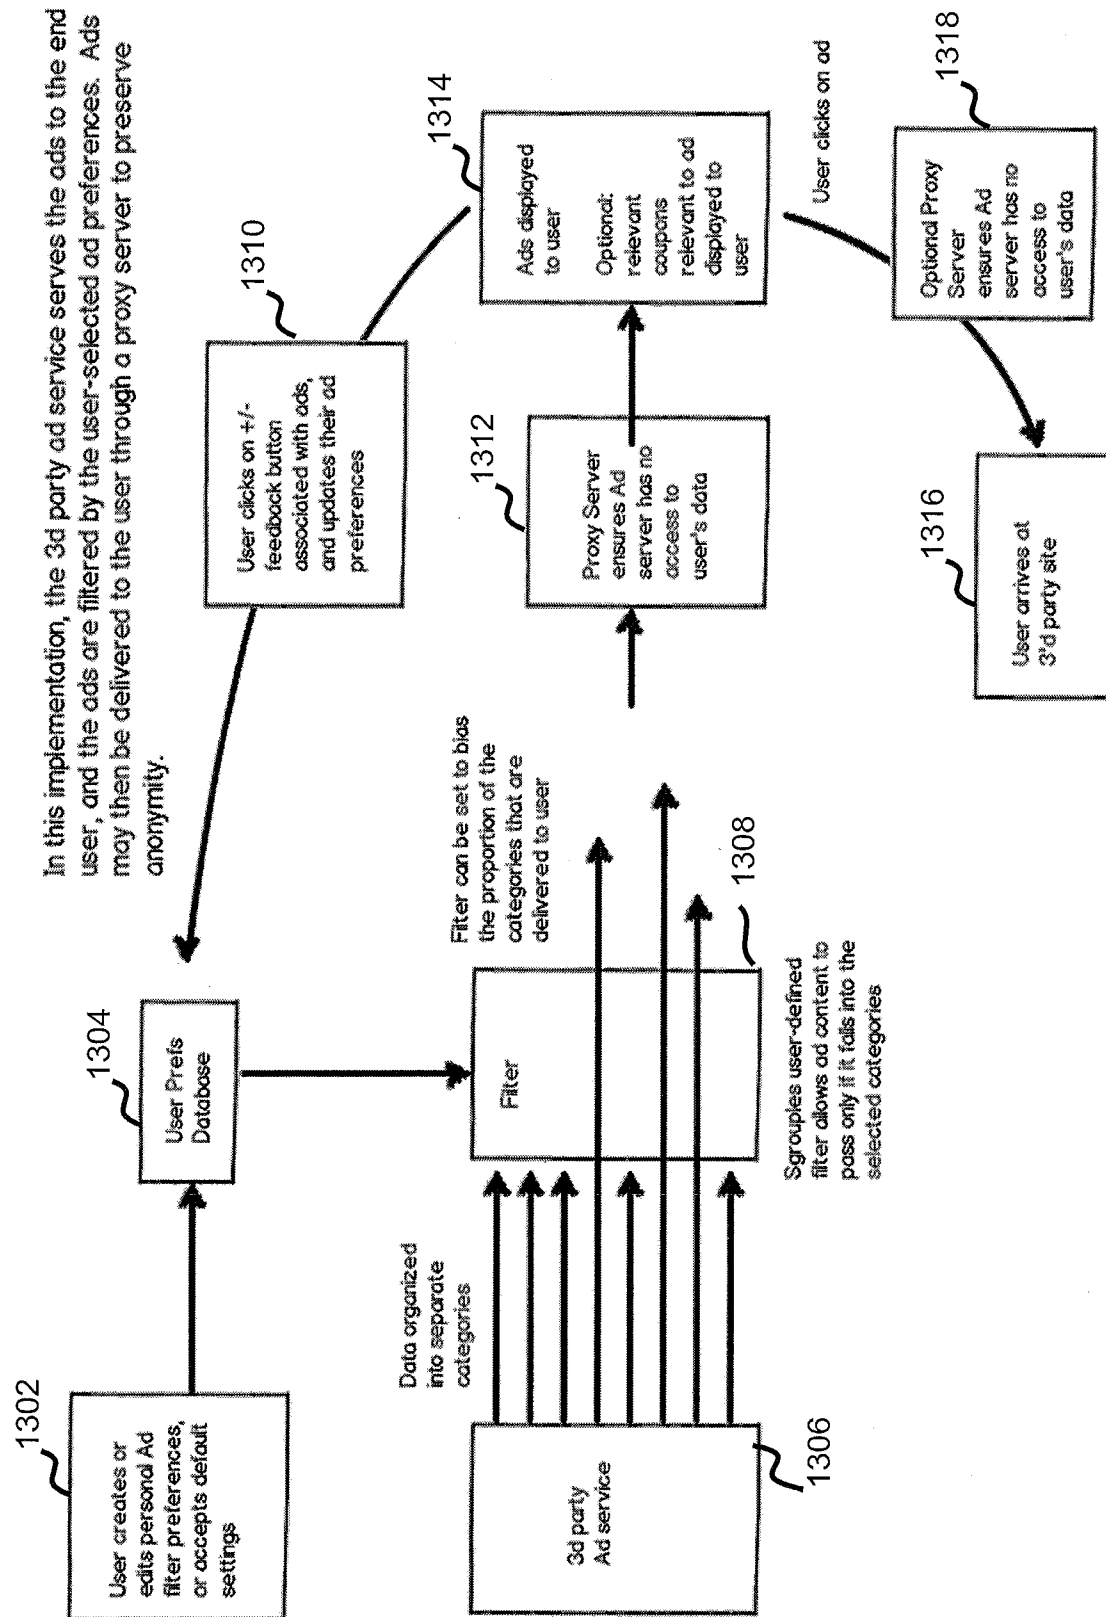 In this implementation, the 3d party ad service serves the ads to the end
user, and the ads are filtered by the user-selected ad preferences. Ads
may then be delivered to the user through a proxy server to preserve
anonymity.
1302
User creates or
edits personal Ad
filter preferences,
or accepts default
settings
1304
User Prefs
Database
1310
User clicks on +/-
feedback button
associated with ads,
and updates their ad
preferences
1314
Ads displayed
to user
Optional:
relevant
coupons
relevant to ad
displayed to
user
Data organized
into separate
categories
Filter can be set to bias
the proportion of the
categories that are
delivered to user
1312
Proxy Server
ensures Ad
server has no
access to
user's data
3d party
Ad service
1306
Filter
1308
Sgrouples user-defined
filter allows ad content to
pass only if it falls into the
selected categories
User clicks on ad
1318
Optional Proxy
Server
ensures Ad
server has no
access to
user's data
1316
User arrives at
3'd party site